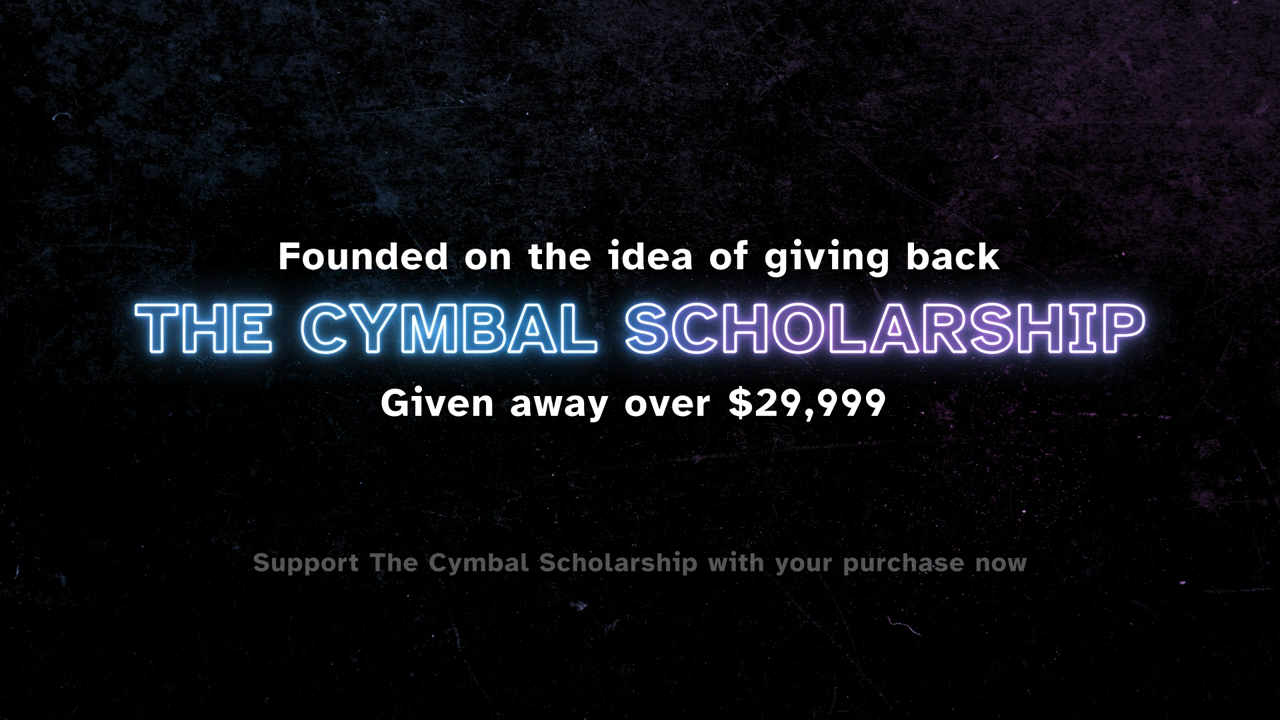 Founded on the idea of giving back
THE CYMBAL SCHOLARSHIP
Given away over $29,999
Support The Cymbal Scholarship with your purchase now